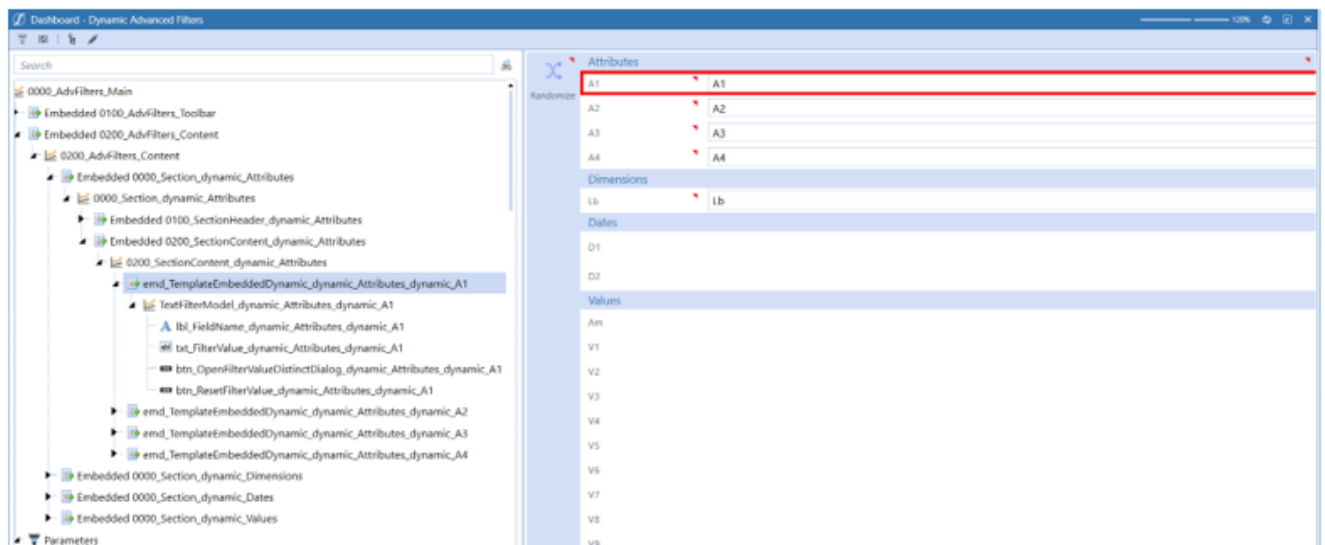 Dashboard - Dynamic Advanced Filters
120%
Search
0000_AdvFilters_Main
Embedded 0100_AdvFilters_Toolbar
Embedded 0200_AdvFilters_Content
0200_AdvFilters_Content
Embedded 0000_Section_dynamic_Attributes
0000_Section_dynamic_Attributes
Embedded 0100_SectionHeader_dynamic_Attributes
Embedded 0200_SectionContent_dynamic_Attributes
0200_SectionContent_dynamic_Attributes
emd_TemplateEmbeddedDynamic_dynamic_Attributes_dynamic_A1
TextFilterModel_dynamic_Attributes_dynamic_A1
lbl_FieldName_dynamic_Attributes_dynamic_A1
txt_FilterValue_dynamic_Attributes_dynamic_A1
btn_OpenFilterValueDistinctDialog_dynamic_Attributes_dynamic_A1
btn_ResetFilterValue_dynamic_Attributes_dynamic_A1
emd_TemplateEmbeddedDynamic_dynamic_Attributes_dynamic_A2
emd_TemplateEmbeddedDynamic_dynamic_Attributes_dynamic_A3
emd_TemplateEmbeddedDynamic_dynamic_Attributes_dynamic_A4
Embedded 0000_Section_dynamic_Dimensions
Embedded 0000_Section_dynamic_Dates
Embedded 0000_Section_dynamic_Values
Parameters
Randomize
Attributes
A1 A1
A2 A2
A3 A3
A4 A4
Dimensions
Lb Lb
Dates
D1
D2
Values
Am
V1
V2
V3
V4
V5
V6
V7
V8
V9